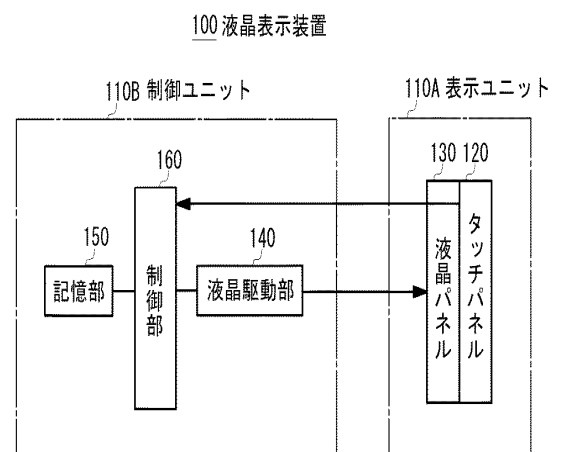 100 液晶表示装置
110B 制御ユニット
110A 表示ユニット
160
130 120
150
140
記憶部
制御部
液晶駆動部
液晶パネル
タッチパネル